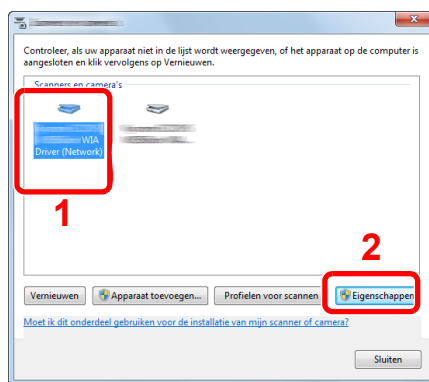 Controleer, als uw apparaat niet in de lijst wordt weergegeven, of het apparaat op de computer is
aangesloten en klik vervolgens op Vernieuwen.
Scanners en camera's
WIA
Driver (Network)
1
2
Vernieuwen
Apparaat toevoegen...
Profielen voor scannen
Eigenschappen
Moet ik dit onderdeel gebruiken voor de installatie van mijn scanner of camera?
Sluiten